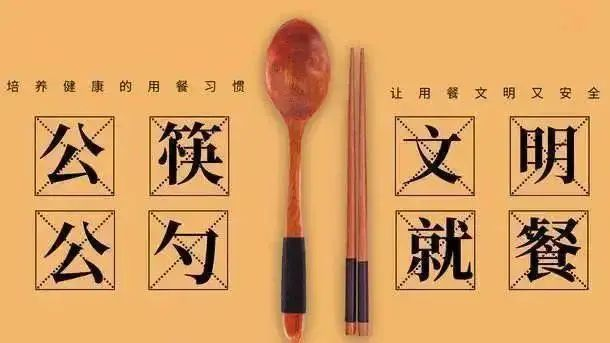 培养健康的用餐习惯
公筷
公勺
让用餐文明又安全
文明
就餐